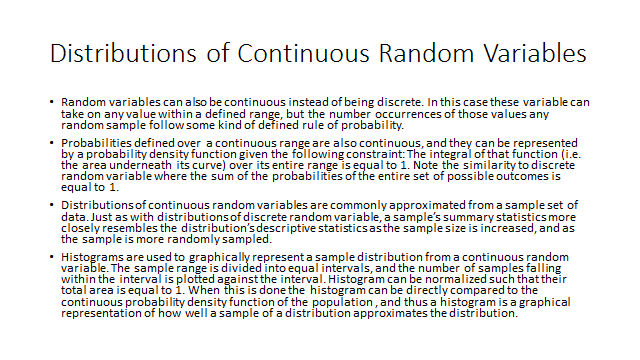 Distributions of Continuous Random Variables
• Random variables can also be continuous instead of being discrete. In this case these variable can
take on any value within a defined range, but the number occurrences of those values any
random sample follow some kind of defined rule of probability.
• Probabilities defined over a continuous range are also continuous, and they can be represented
by a probability density function given the following constraint: The integral of that function (i.e.
the area underneath its curve) over its entire range is equal to 1. Note the similarity to discrete
random variable where the sum of the probabilities of the entire set of possible outcomes is
equal to 1.
• Distributions of continuous random variables are commonly approximated from a sample set of
data. Just as with distributions of discrete random variable, a sample's summary statistics more
closely resembles the distribution's descriptive statistics as the sample size is increased, and as
the sample is more randomly sampled.
• Histograms are used to graphically represent a sample distribution from a continuous random
variable. The sample range is divided into equal intervals, and the number of samples falling
within the interval is plotted against the interval. Histogram can be normalized such that their
total area is equal to 1. When this is done the histogram can be directly compared to the
continuous probability density function of the population , and thus a histogram is a graphical
representation of how well a sample of a distribution approximates the distribution.